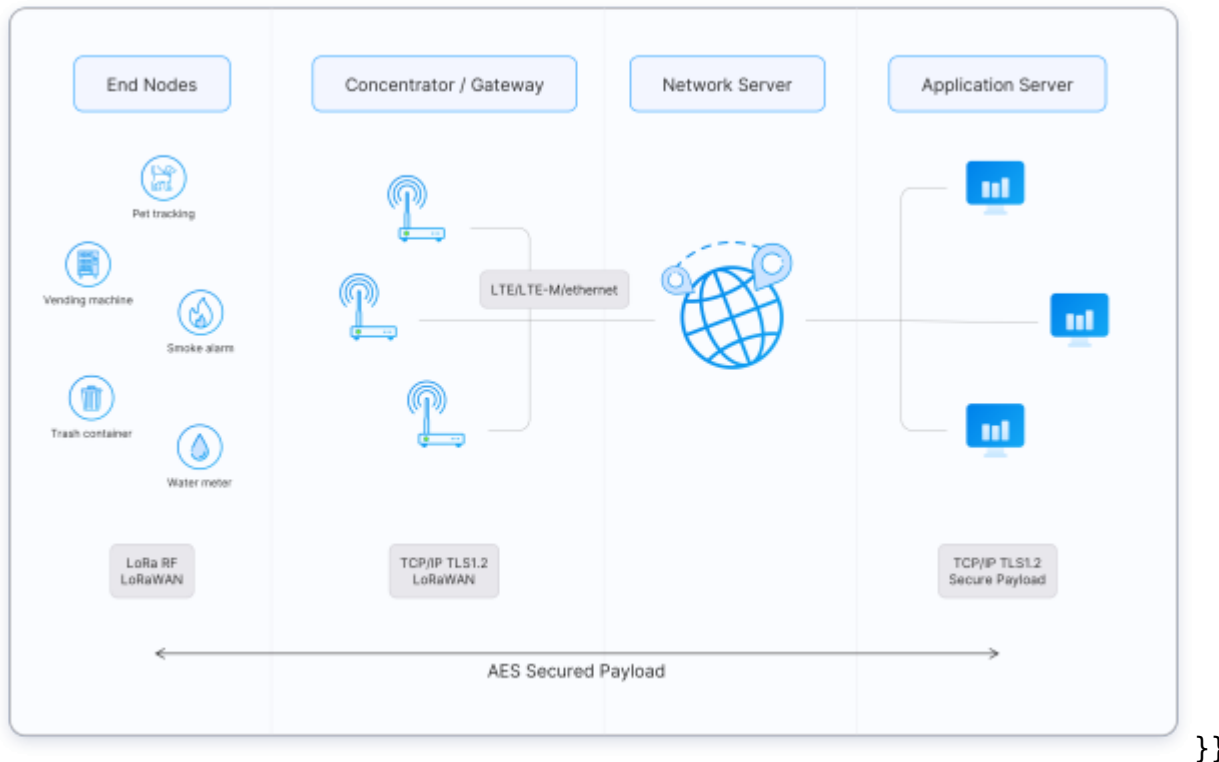 End Nodes
Concentrator / Gateway
Network Server
Application Server
Pet tracking
Vending machine
Smoke alarm
Trash container
Water meter
LTE/LTE-M/ethernet
LoRa RF
LoRaWAN
TCP/IP TLS1.2
LoRaWAN
TCP/IP TLS1.2
Secure Payload
AES Secured Payload
}}